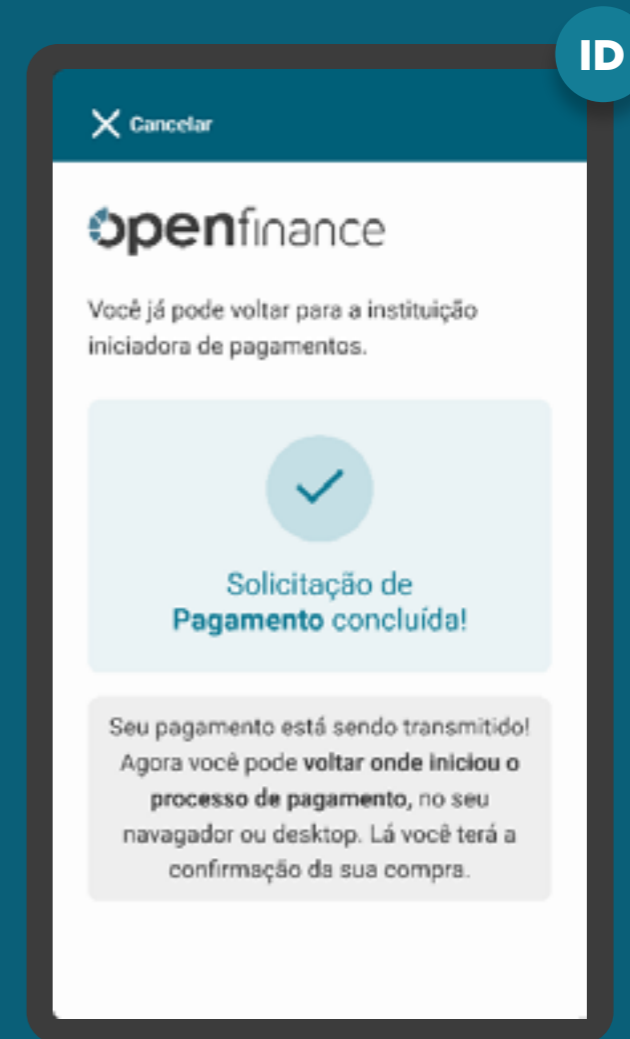 ID
Cancelar
openfinance
Você já pode voltar para a instituição
iniciadora de pagamentos.
Solicitação de
Pagamento concluída!
Seu pagamento está sendo transmitido!
Agora você pode voltar onde iniciou o
processo de pagamento, no seu
navagador ou desktop. Lá você terá a
confirmação da sua compra.